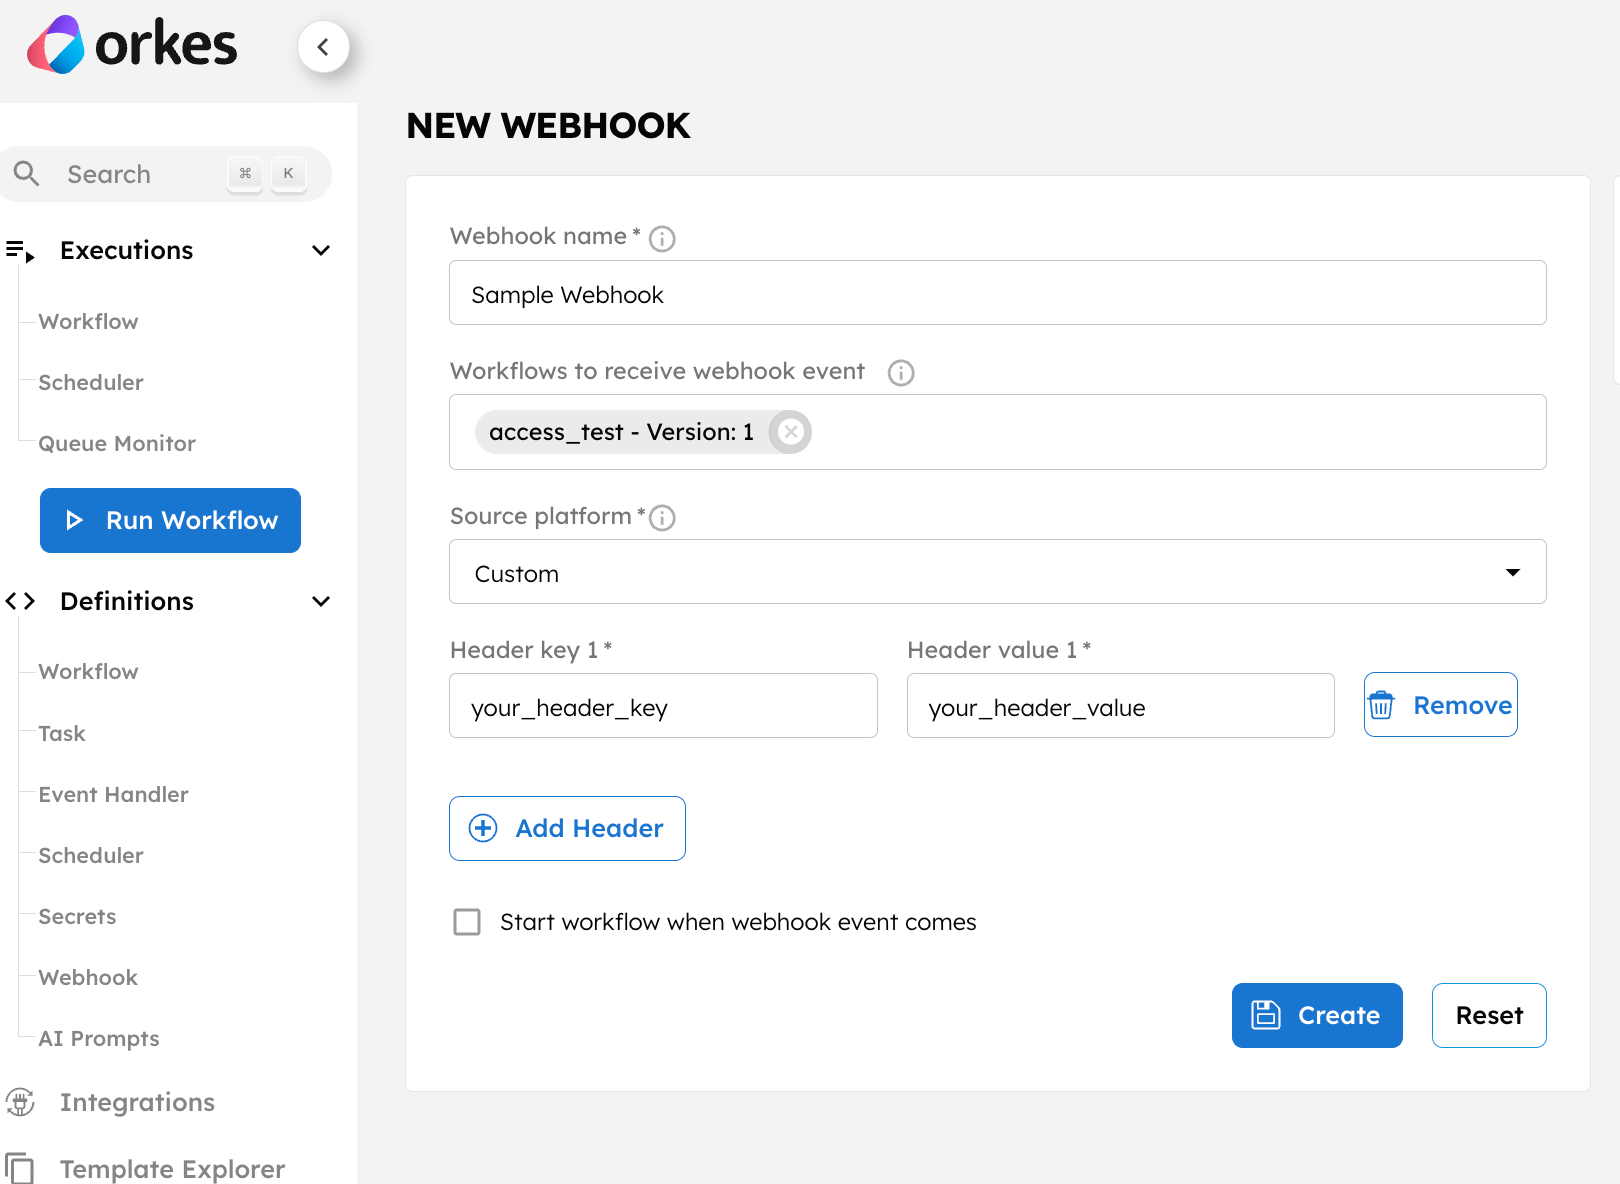 orkes
Search ⌘ K
Executions
Workflow
Scheduler
Queue Monitor
Run Workflow
Definitions
Workflow
Task
Event Handler
Scheduler
Secrets
Webhook
AI Prompts
Integrations
Template Explorer
NEW WEBHOOK
Webhook name *
Sample Webhook
Workflows to receive webhook event
access_test - Version: 1
Source platform *
Custom
Header key 1 * Header value 1 *
your_header_key your_header_value Remove
Add Header
Start workflow when webhook event comes
Create Reset